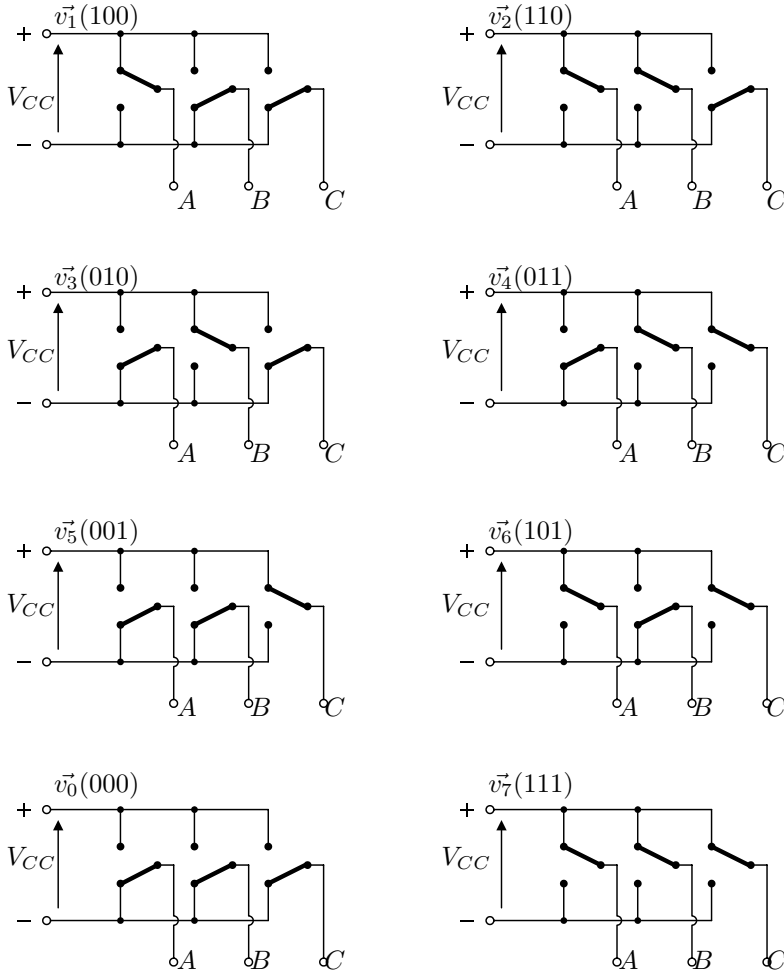 v⃗₁(100) v⃗₂(110)
+ +
V_CC V_CC
− −
A B C A B C
v⃗₃(010) v⃗₄(011)
+ +
V_CC V_CC
− −
A B C A B C
v⃗₅(001) v⃗₆(101)
+ +
V_CC V_CC
− −
A B C A B C
v⃗₀(000) v⃗₇(111)
+ +
V_CC V_CC
− −
A B C A B C